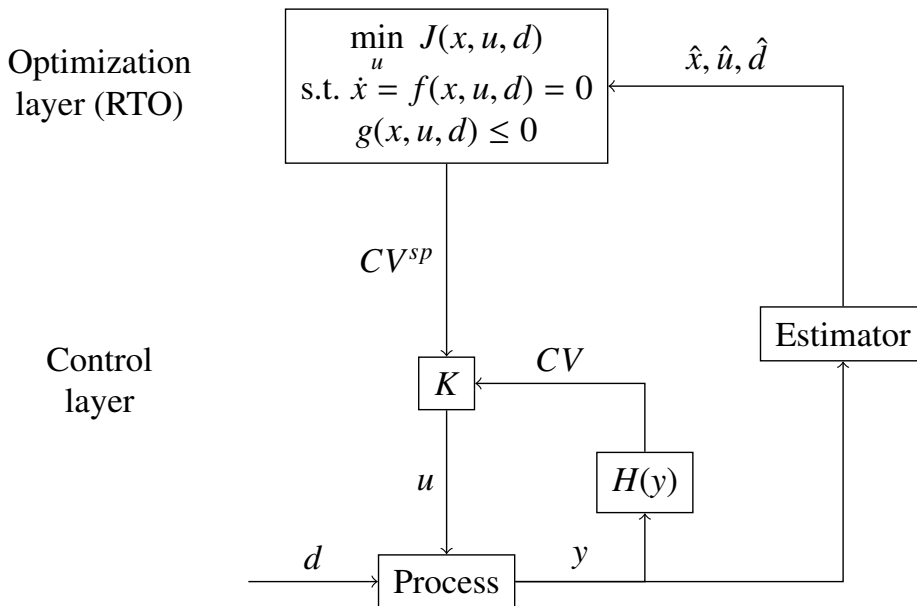 Optimization
layer (RTO)
min J(x, u, d)
u
s.t. ẋ = f(x, u, d) = 0
g(x, u, d) ≤ 0
x̂, û, d̂
CV^{sp}
Estimator
Control
layer
K
CV
u
H(y)
d
Process
y